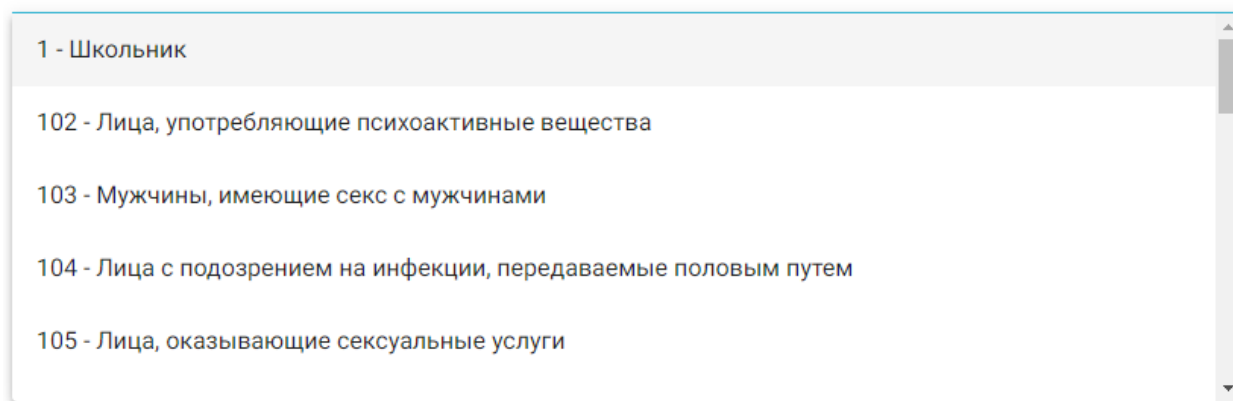 1 - Школьник
102 - Лица, употребляющие психоактивные вещества
103 - Мужчины, имеющие секс с мужчинами
104 - Лица с подозрением на инфекции, передаваемые половым путем
105 - Лица, оказывающие сексуальные услуги